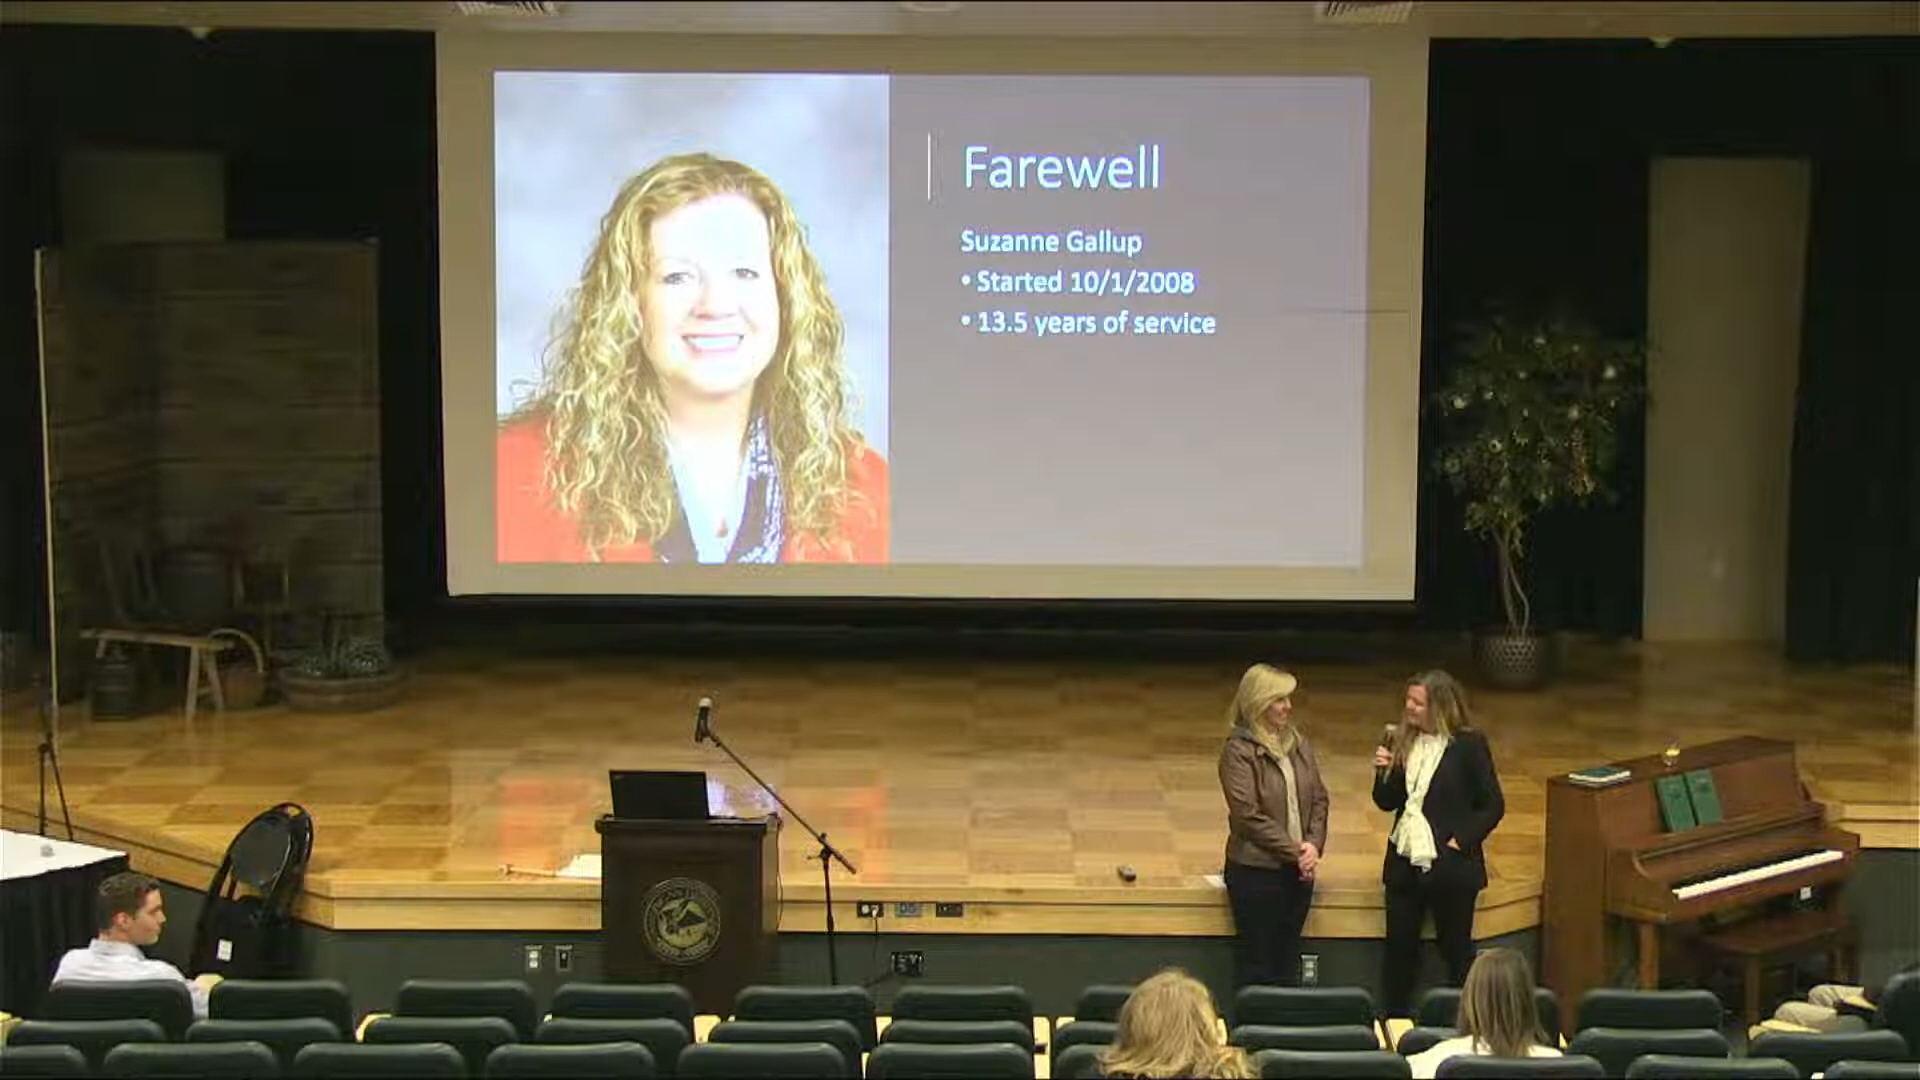 Farewell
Suzanne Gallup
• Started 10/1/2008
• 13.5 years of service